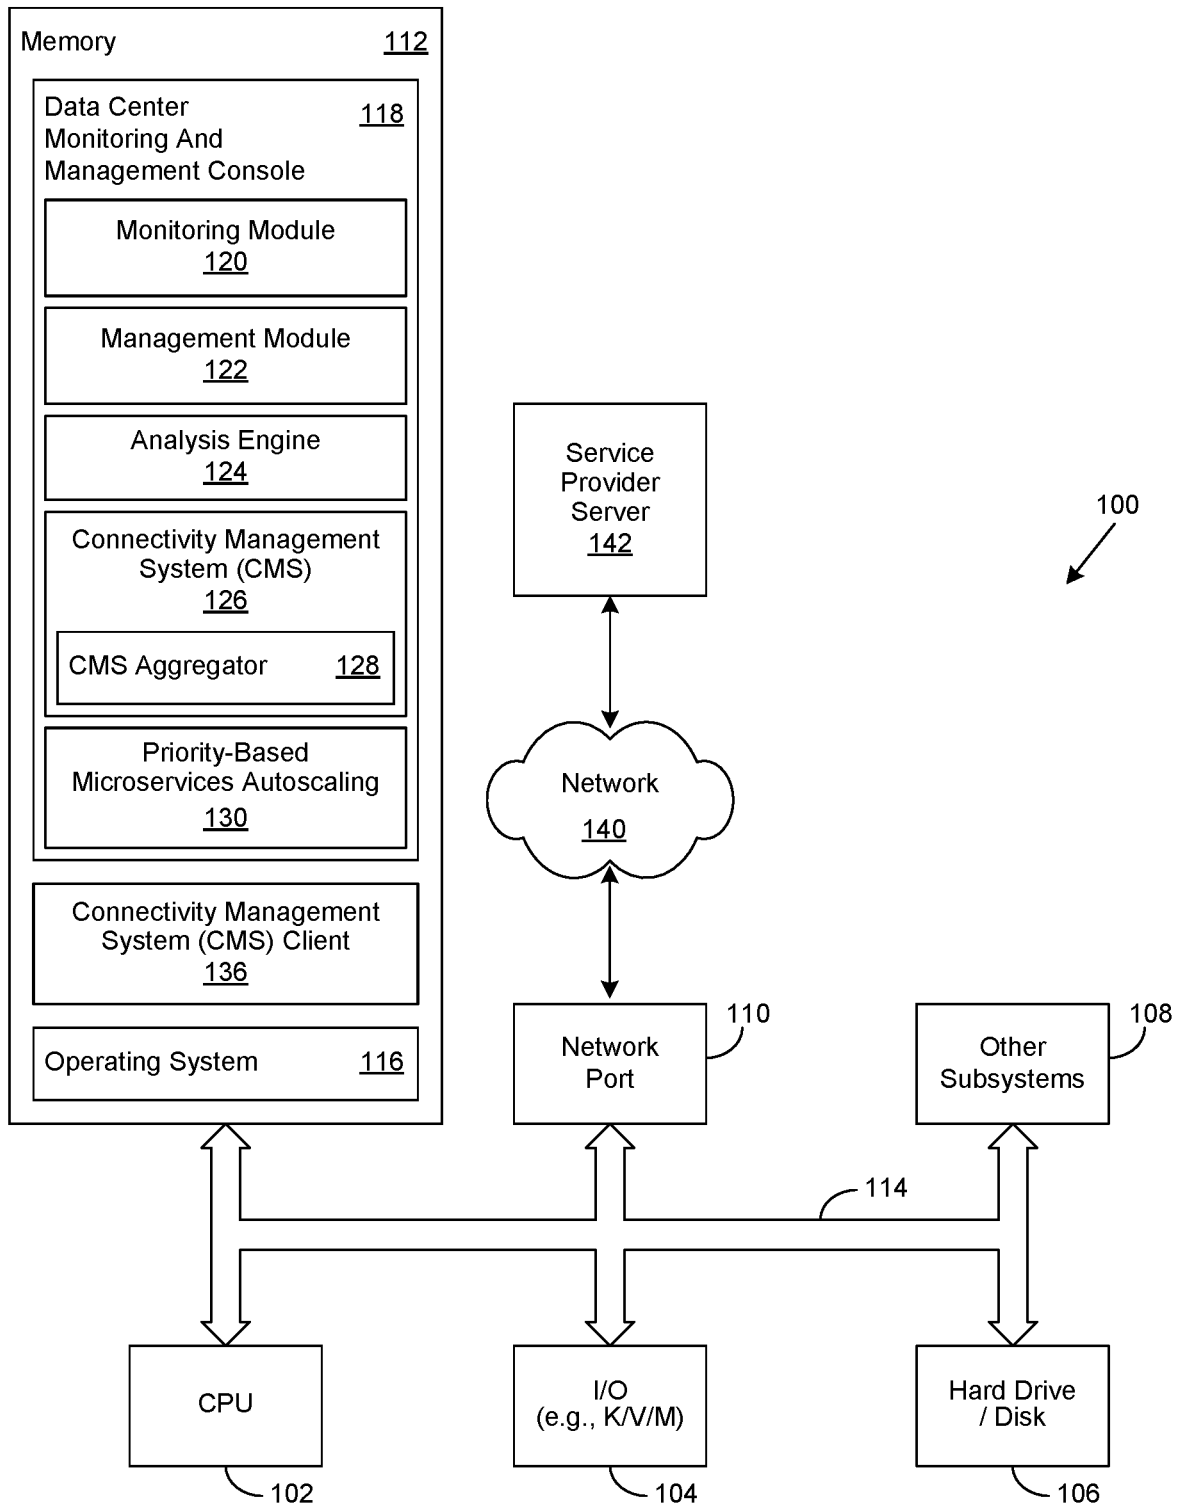 Memory 112
Data Center 118
Monitoring And
Management Console
Monitoring Module
120
Management Module
122
Analysis Engine
124
Connectivity Management
System (CMS)
126
CMS Aggregator 128
Priority-Based
Microservices Autoscaling
130
Connectivity Management
System (CMS) Client
136
Operating System 116
Service
Provider
Server
142
100
Network
140
Network
Port
110
Other
Subsystems
108
114
CPU
102
I/O
(e.g., K/V/M)
104
Hard Drive
/ Disk
106